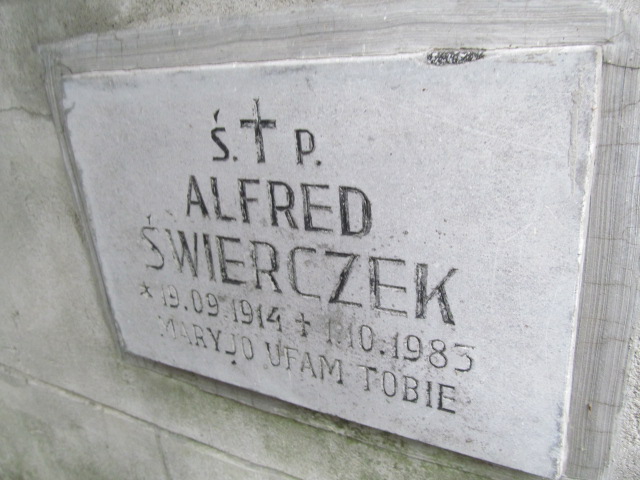 Ś. † P.
ALFRED
ŚWIERCZEK
* 19.09 1914 + 1.10.1983
MARYJO UFAM TOBIE